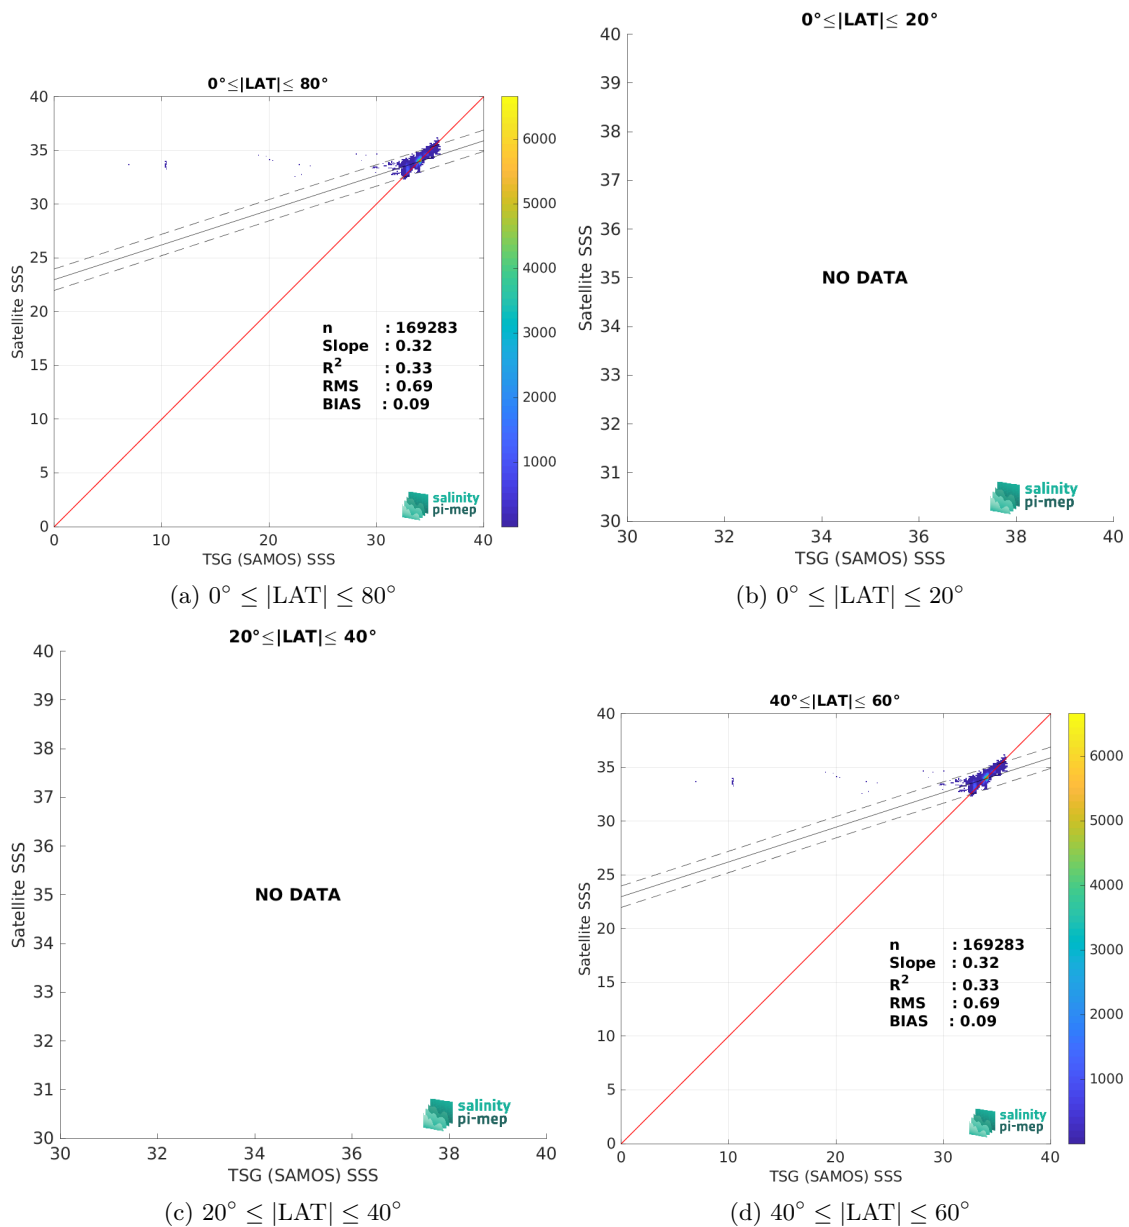 0°≤|LAT|≤ 80°
40
35
30
25
20
15
10
5
0
0 10 20 30 40
Satellite SSS
TSG (SAMOS) SSS
n : 169283
Slope : 0.32
R² : 0.33
RMS : 0.69
BIAS : 0.09
salinity
pi-mep
6000
5000
4000
3000
2000
1000
(a) 0° ≤ |LAT| ≤ 80°
0°≤|LAT|≤ 20°
40
39
38
37
36
35
34
33
32
31
30
30 32 34 36 38 40
Satellite SSS
NO DATA
TSG (SAMOS) SSS
salinity
pi-mep
(b) 0° ≤ |LAT| ≤ 20°
20°≤|LAT|≤ 40°
40
39
38
37
36
35
34
33
32
31
30
30 32 34 36 38 40
Satellite SSS
NO DATA
TSG (SAMOS) SSS
salinity
pi-mep
(c) 20° ≤ |LAT| ≤ 40°
40°≤|LAT|≤ 60°
40
35
30
25
20
15
10
5
0
0 10 20 30 40
Satellite SSS
TSG (SAMOS) SSS
n : 169283
Slope : 0.32
R² : 0.33
RMS : 0.69
BIAS : 0.09
salinity
pi-mep
6000
5000
4000
3000
2000
1000
(d) 40° ≤ |LAT| ≤ 60°